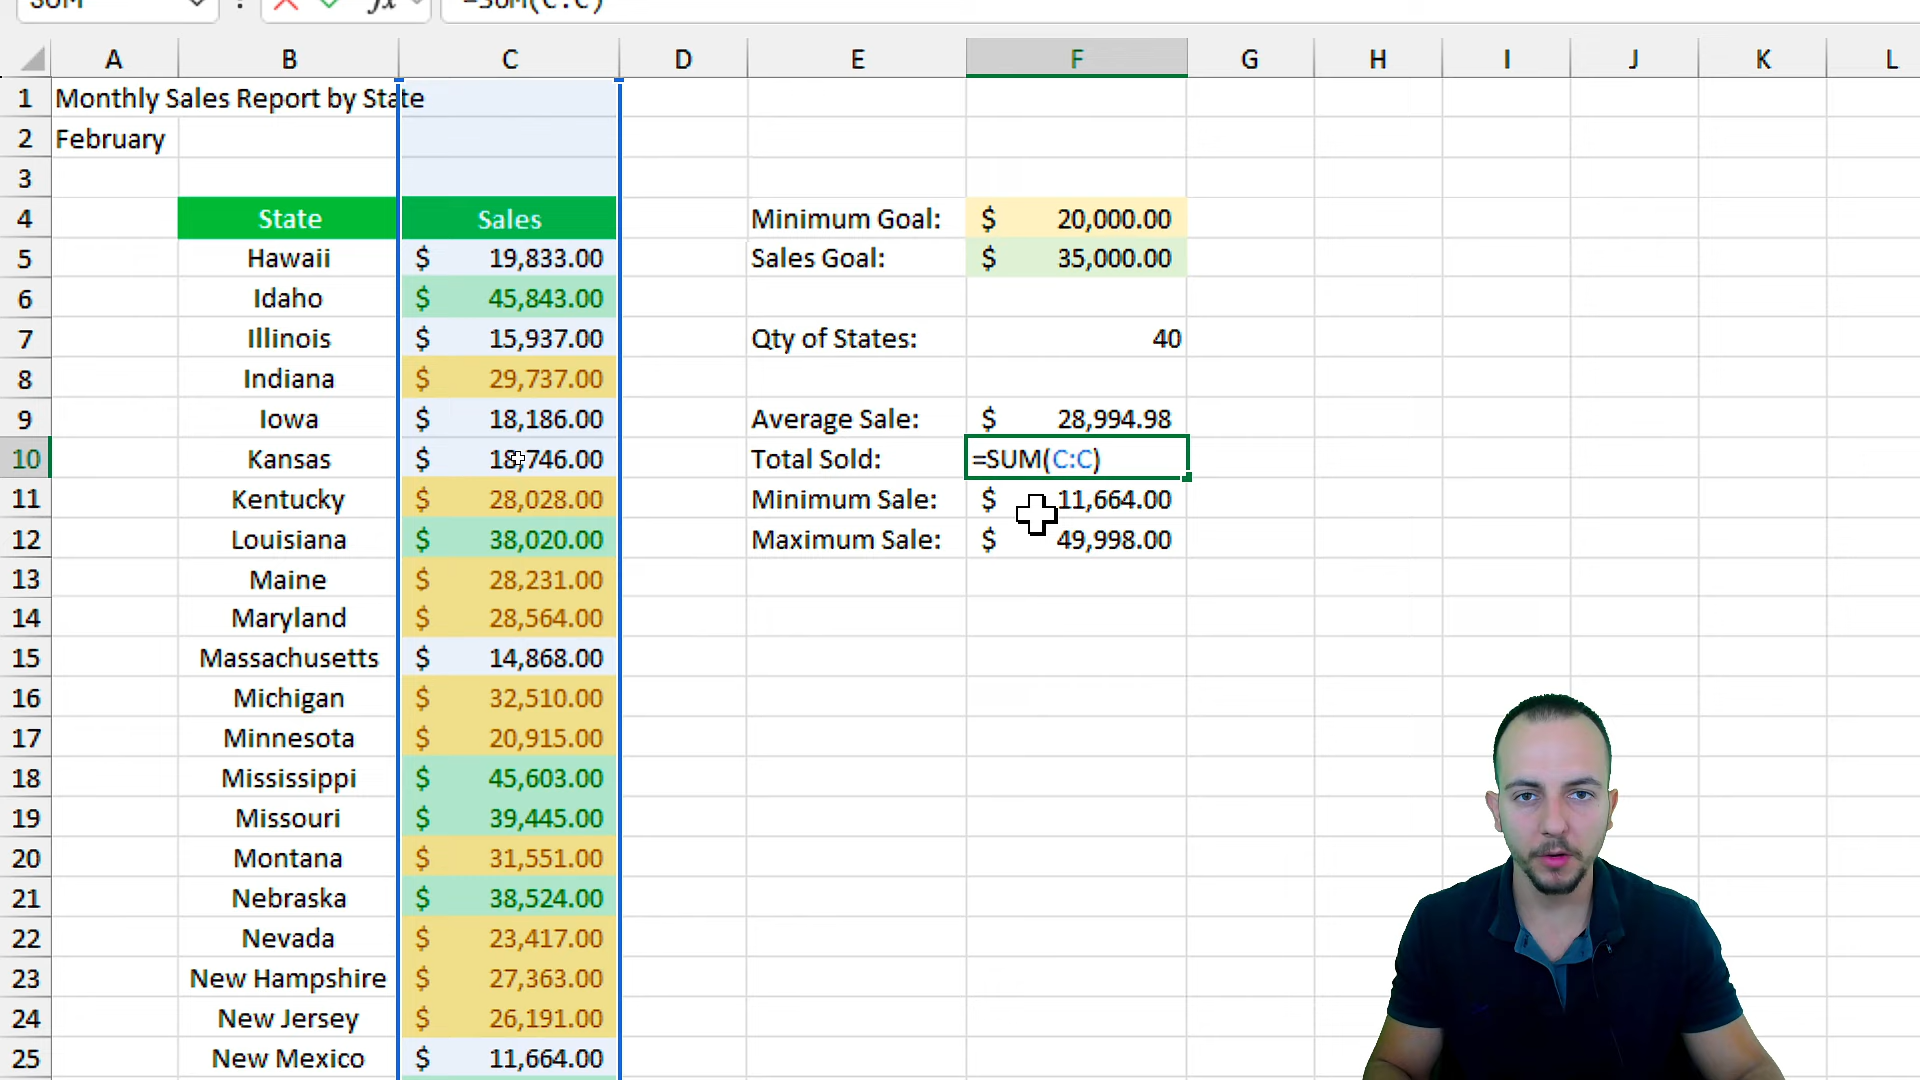 SUM =SUM(C:C)
A B C D E F G H I J K L
1 Monthly Sales Report by State
2 February
3
4 State Sales Minimum Goal: $ 20,000.00
5 Hawaii $ 19,833.00 Sales Goal: $ 35,000.00
6 Idaho $ 45,843.00
7 Illinois $ 15,937.00 Qty of States: 40
8 Indiana $ 29,737.00
9 Iowa $ 18,186.00 Average Sale: $ 28,994.98
10 Kansas $ 18,746.00 Total Sold: =SUM(C:C)
11 Kentucky $ 28,028.00 Minimum Sale: $ 11,664.00
12 Louisiana $ 38,020.00 Maximum Sale: $ 49,998.00
13 Maine $ 28,231.00
14 Maryland $ 28,564.00
15 Massachusetts $ 14,868.00
16 Michigan $ 32,510.00
17 Minnesota $ 20,915.00
18 Mississippi $ 45,603.00
19 Missouri $ 39,445.00
20 Montana $ 31,551.00
21 Nebraska $ 38,524.00
22 Nevada $ 23,417.00
23 New Hampshire $ 27,363.00
24 New Jersey $ 26,191.00
25 New Mexico $ 11,664.00